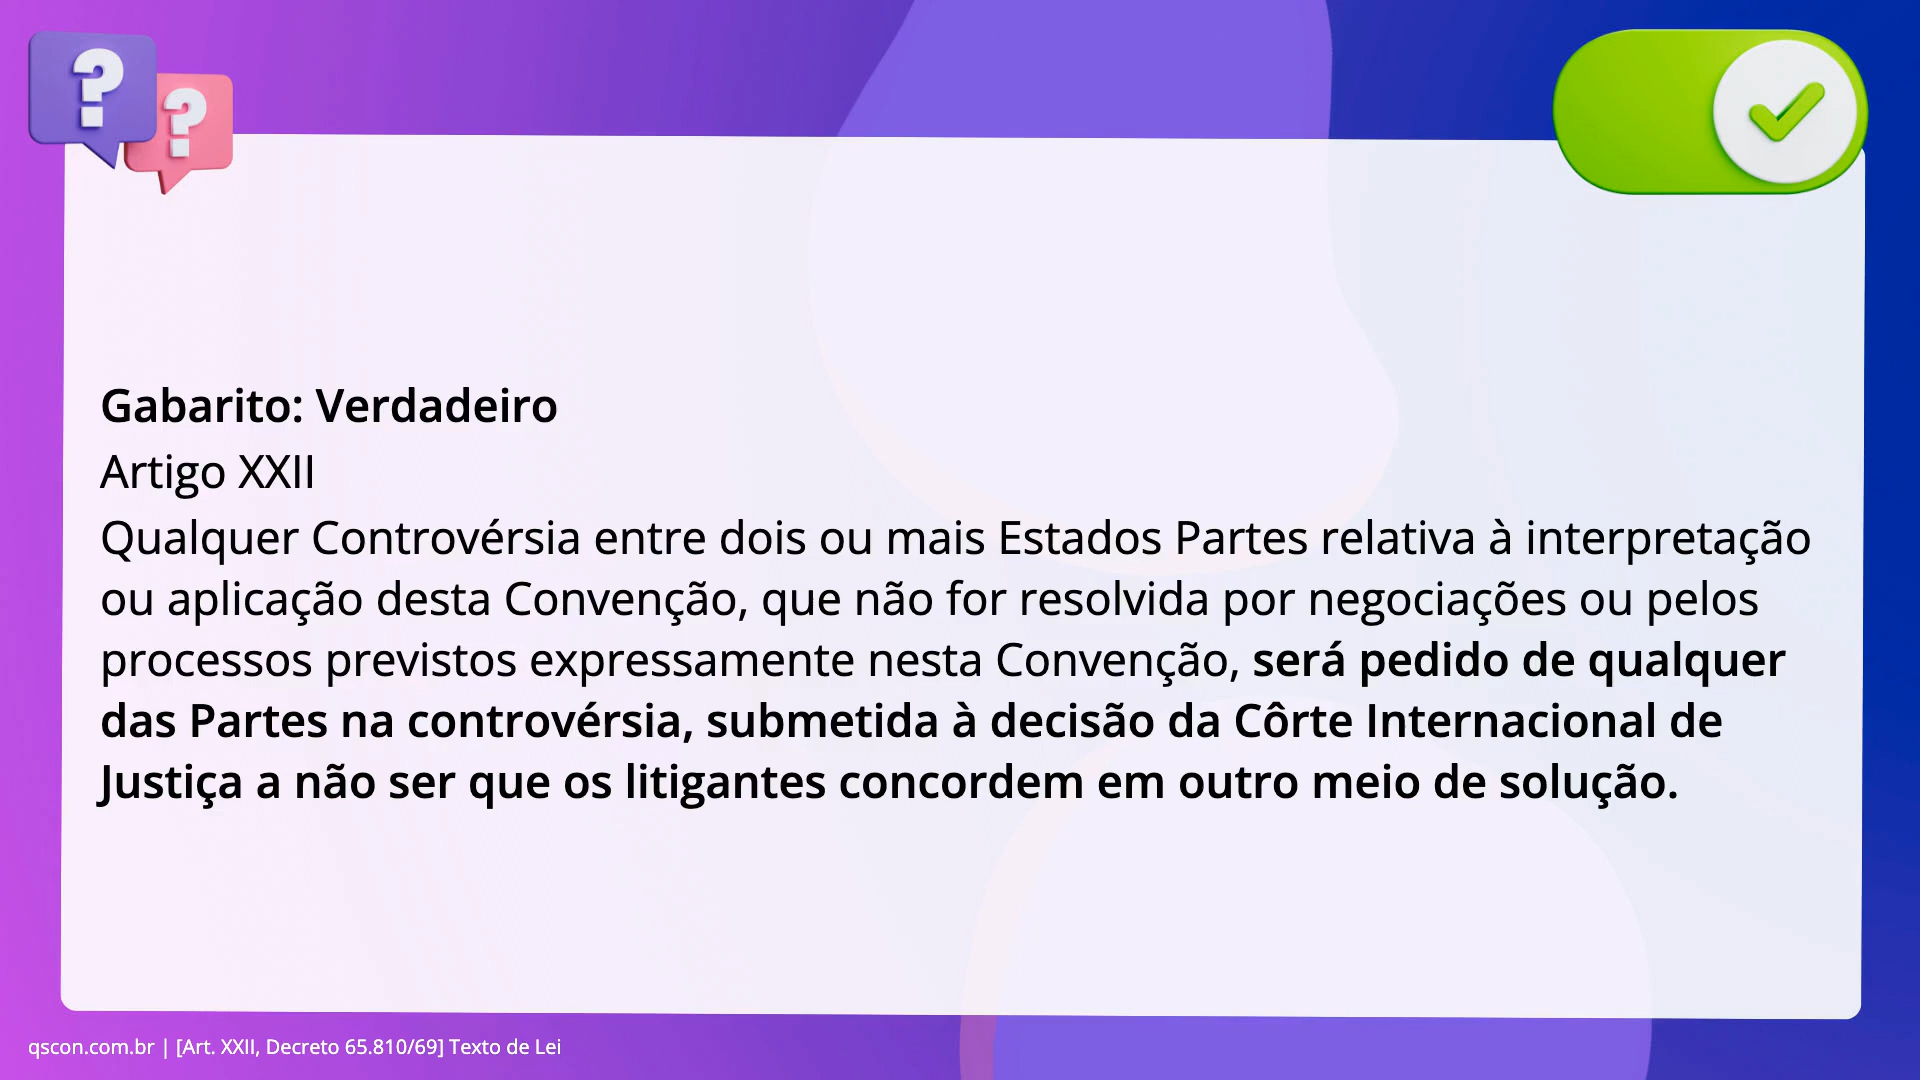 ?
?
Gabarito: Verdadeiro
Artigo XXII
Qualquer Controvérsia entre dois ou mais Estados Partes relativa à interpretação
ou aplicação desta Convenção, que não for resolvida por negociações ou pelos
processos previstos expressamente nesta Convenção, será pedido de qualquer
das Partes na controvérsia, submetida à decisão da Côrte Internacional de
Justiça a não ser que os litigantes concordem em outro meio de solução.
qscon.com.br | [Art. XXII, Decreto 65.810/69] Texto de Lei